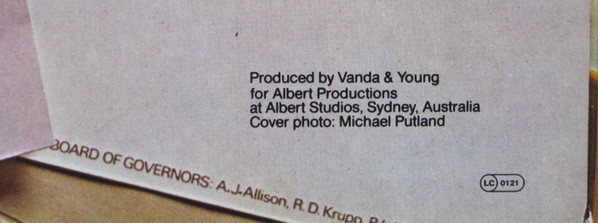 Produced by Vanda & Young
for Albert Productions
at Albert Studios, Sydney, Australia
Cover photo: Michael Putland
LC 0121
BOARD OF GOVERNORS: A.J. Allison, R. D. Krupp,